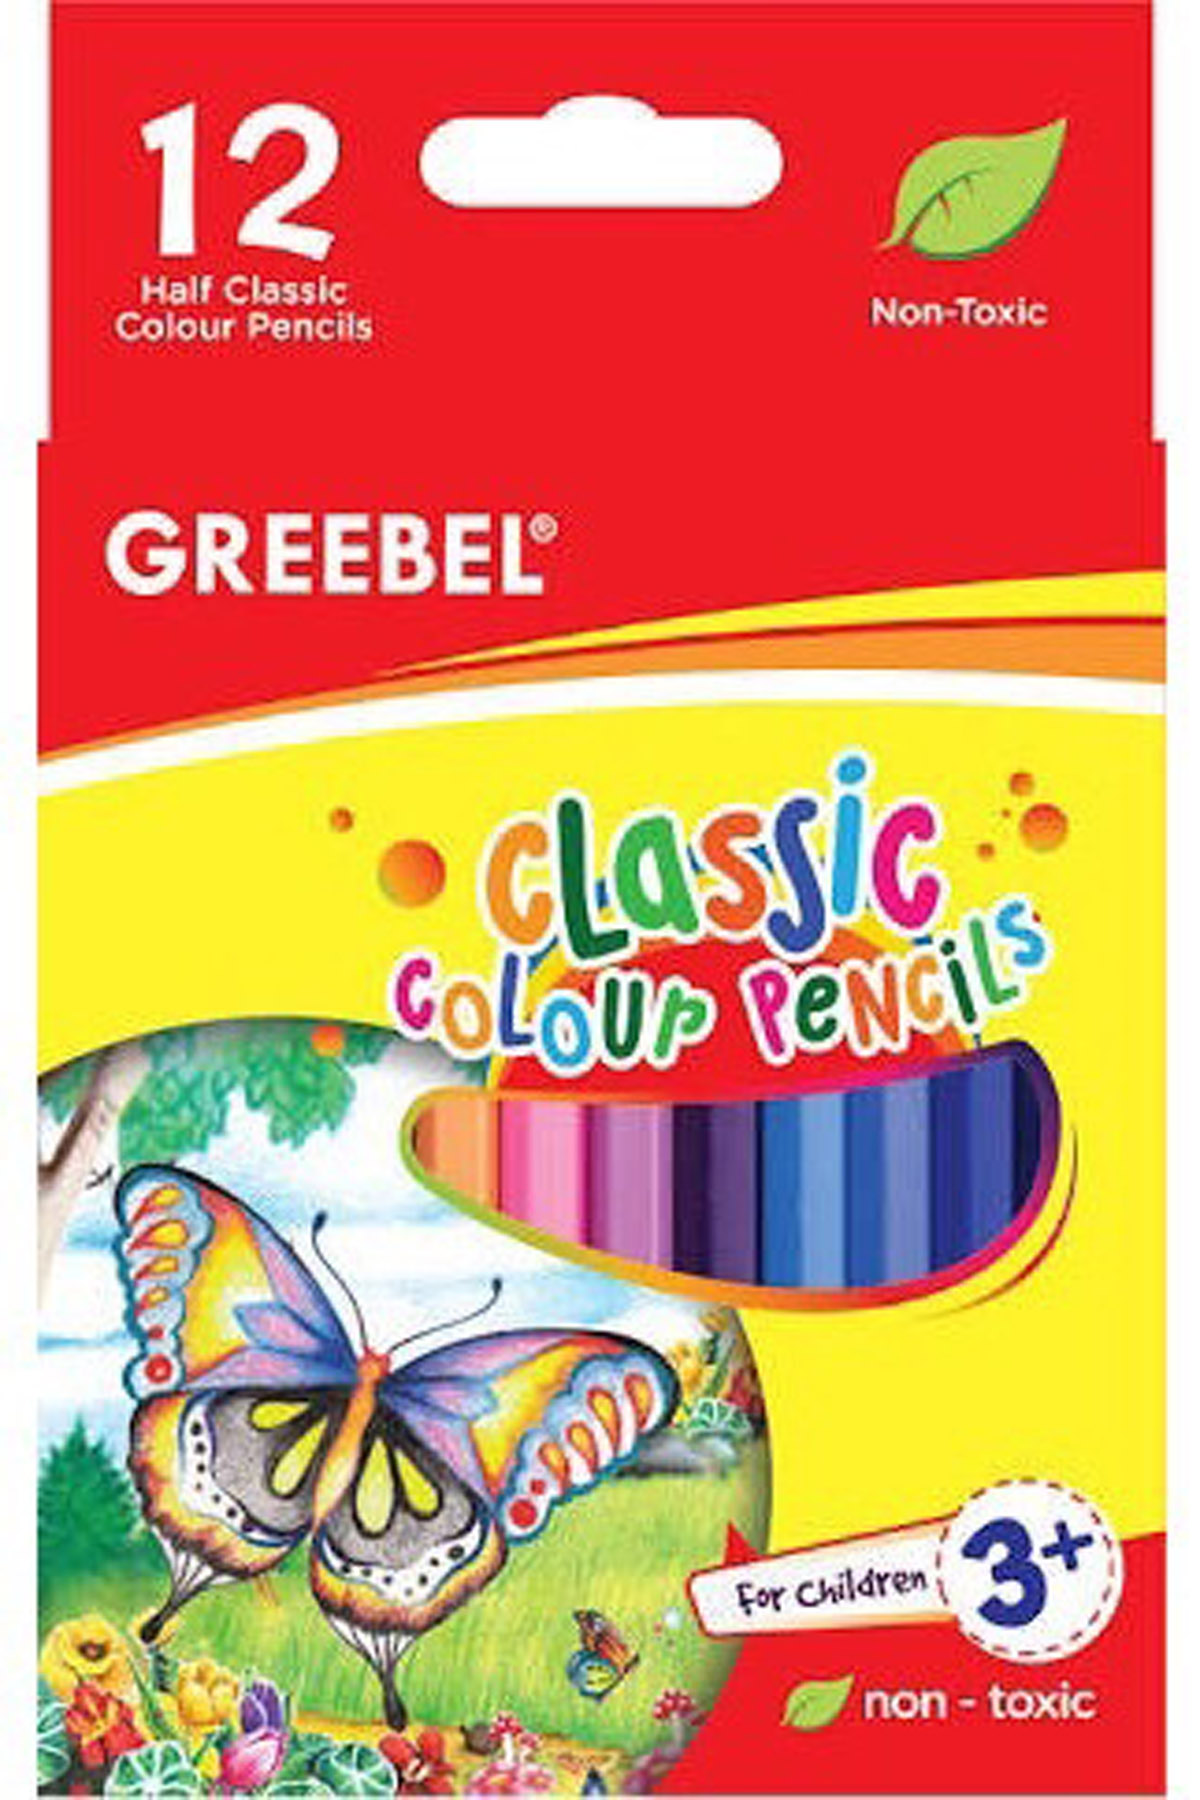 12
Half Classic
Colour Pencils
Non-Toxic
GREEBEL®
classic
colour pencils
For Children
3+
non - toxic